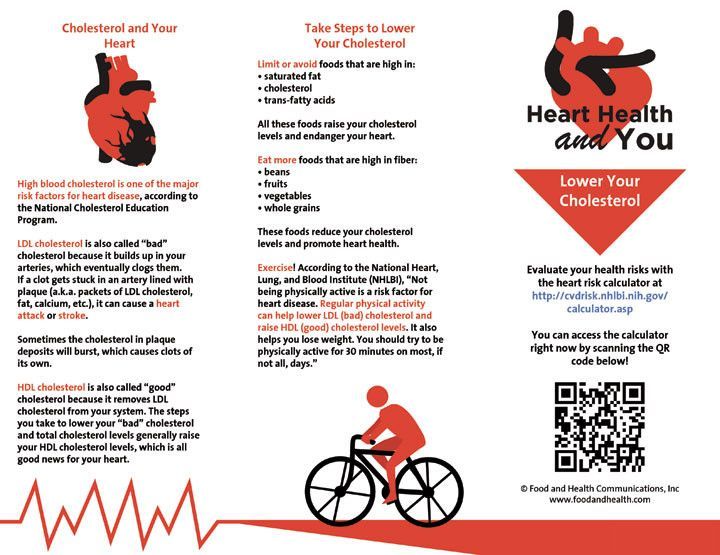 Cholesterol and Your
Heart
High blood cholesterol is one of the major
risk factors for heart disease, according to
the National Cholesterol Education
Program.
LDL cholesterol is also called “bad”
cholesterol because it builds up in your
arteries, which eventually clogs them.
If a clot gets stuck in an artery lined with
plaque (a.k.a. packets of LDL cholesterol,
fat, calcium, etc.), it can cause a heart
attack or stroke.
Sometimes the cholesterol in plaque
deposits will burst, which causes clots of
its own.
HDL cholesterol is also called “good”
cholesterol because it removes LDL
cholesterol from your system. The steps
you take to lower your “bad” cholesterol
and total cholesterol levels generally raise
your HDL cholesterol levels, which is all
good news for your heart.
Take Steps to Lower
Your Cholesterol
Limit or avoid foods that are high in:
• saturated fat
• cholesterol
• trans-fatty acids
All these foods raise your cholesterol
levels and endanger your heart.
Eat more foods that are high in fiber:
• beans
• fruits
• vegetables
• whole grains
These foods reduce your cholesterol
levels and promote heart health.
Exercise! According to the National Heart,
Lung, and Blood Institute (NHLBI), “Not
being physically active is a risk factor for
heart disease. Regular physical activity
can help lower LDL (bad) cholesterol and
raise HDL (good) cholesterol levels. It also
helps you lose weight. You should try to be
physically active for 30 minutes on most, if
not all, days.”
Heart Health
and You
Lower Your
Cholesterol
Evaluate your health risks with
the heart risk calculator at
http://cvdrisk.nhlbi.nih.gov/
calculator.asp
You can access the calculator
right now by scanning the QR
code below!
© Food and Health Communications, Inc
www.foodandhealth.com